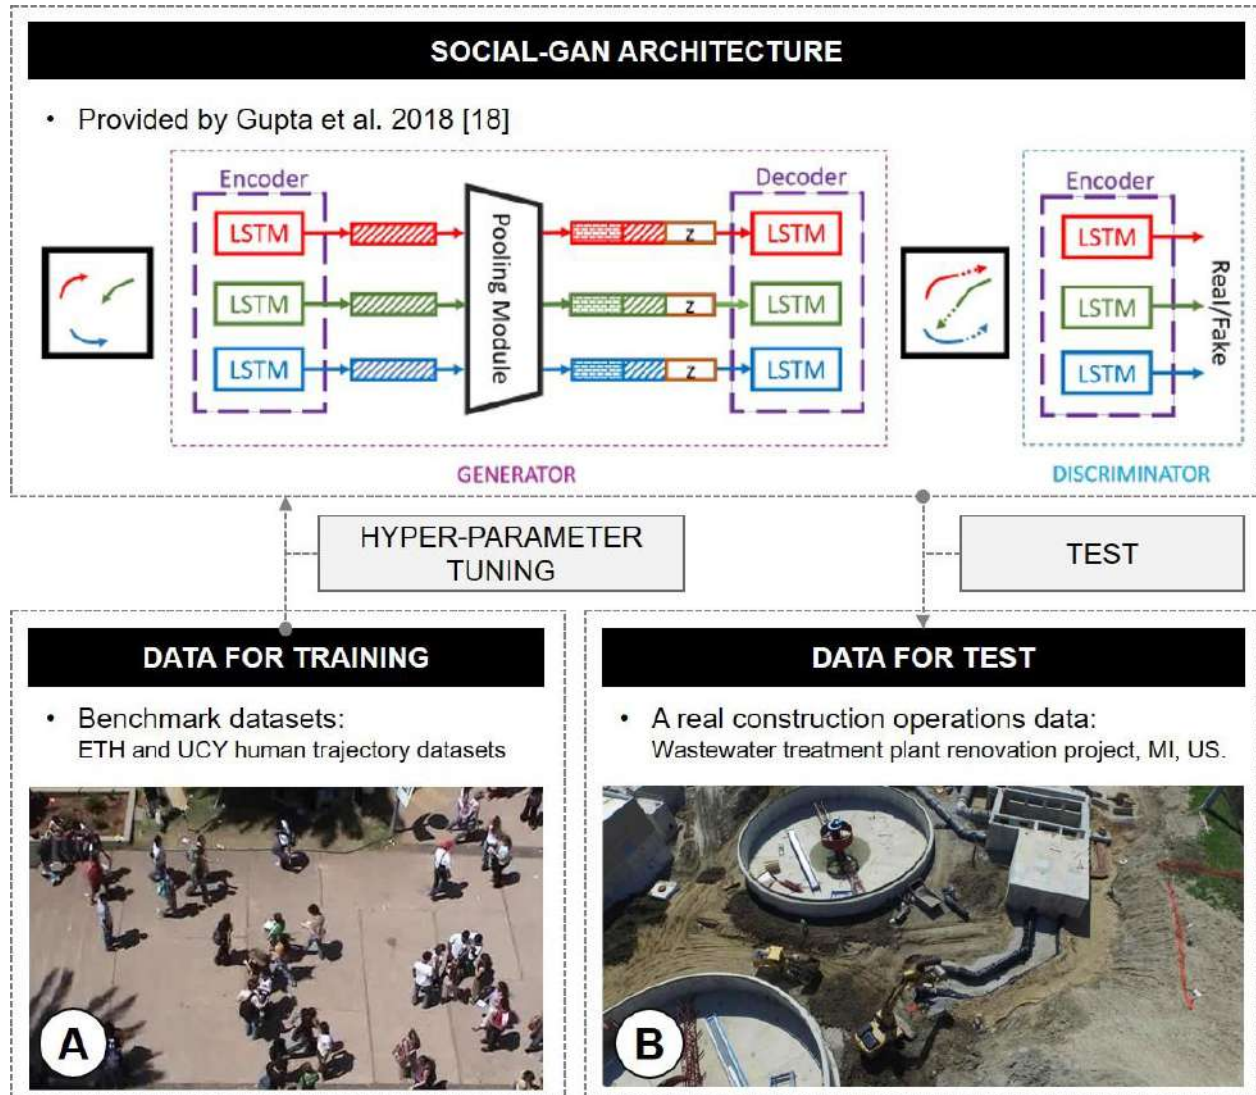 SOCIAL-GAN ARCHITECTURE
• Provided by Gupta et al. 2018 [18]
Encoder
LSTM
LSTM
LSTM
Pooling Module
z
z
z
Decoder
LSTM
LSTM
LSTM
GENERATOR
Encoder
LSTM
LSTM
LSTM
Real/Fake
DISCRIMINATOR
HYPER-PARAMETER
TUNING
TEST
DATA FOR TRAINING
• Benchmark datasets:
ETH and UCY human trajectory datasets
A
DATA FOR TEST
• A real construction operations data:
Wastewater treatment plant renovation project, MI, US.
B